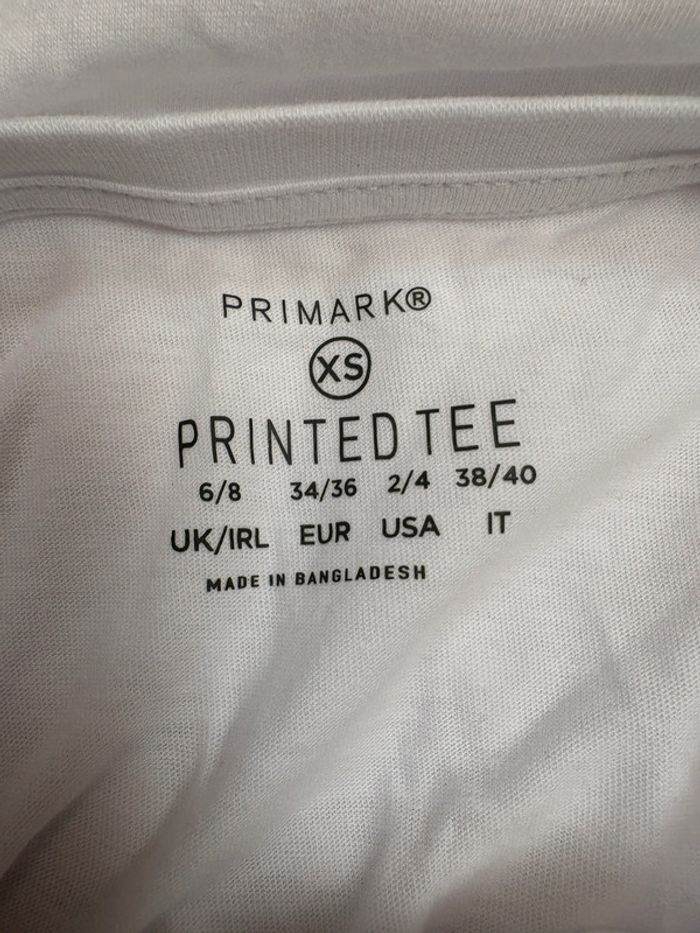 PRIMARK®
XS
PRINTED TEE
6/8 34/36 2/4 38/40
UK/IRL EUR USA IT
MADE IN BANGLADESH